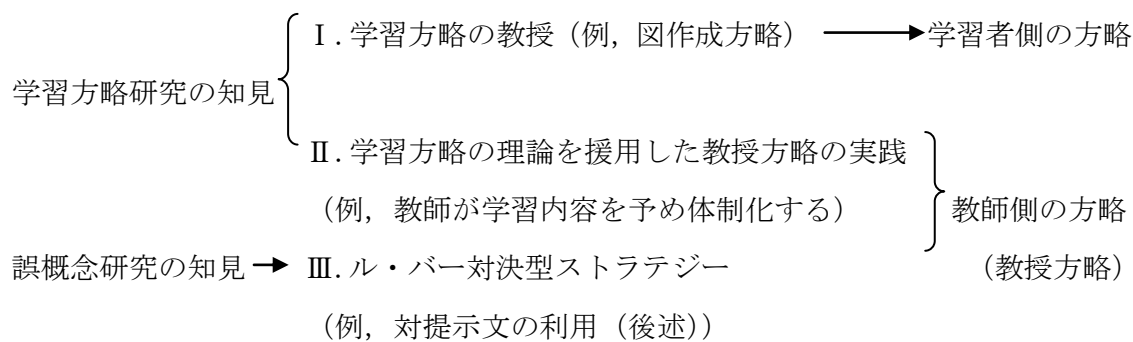 Ⅰ.学習方略の教授（例，図作成方略） ⟶学習者側の方略
学習方略研究の知見
Ⅱ.学習方略の理論を援用した教授方略の実践
（例，教師が学習内容を予め体制化する） 教師側の方略
誤概念研究の知見→ Ⅲ.ル・バー対決型ストラテジー （教授方略）
（例，対提示文の利用（後述））